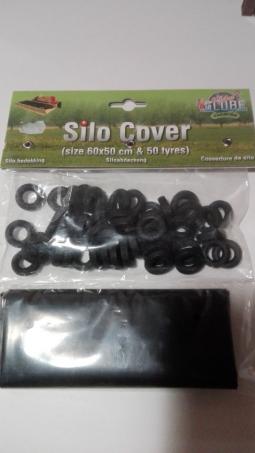 GLOBE
Silo Cover
(size 60x50 cm & 50 tyres)
Silo bedekking
Siloabdeckung
Couverture de silo